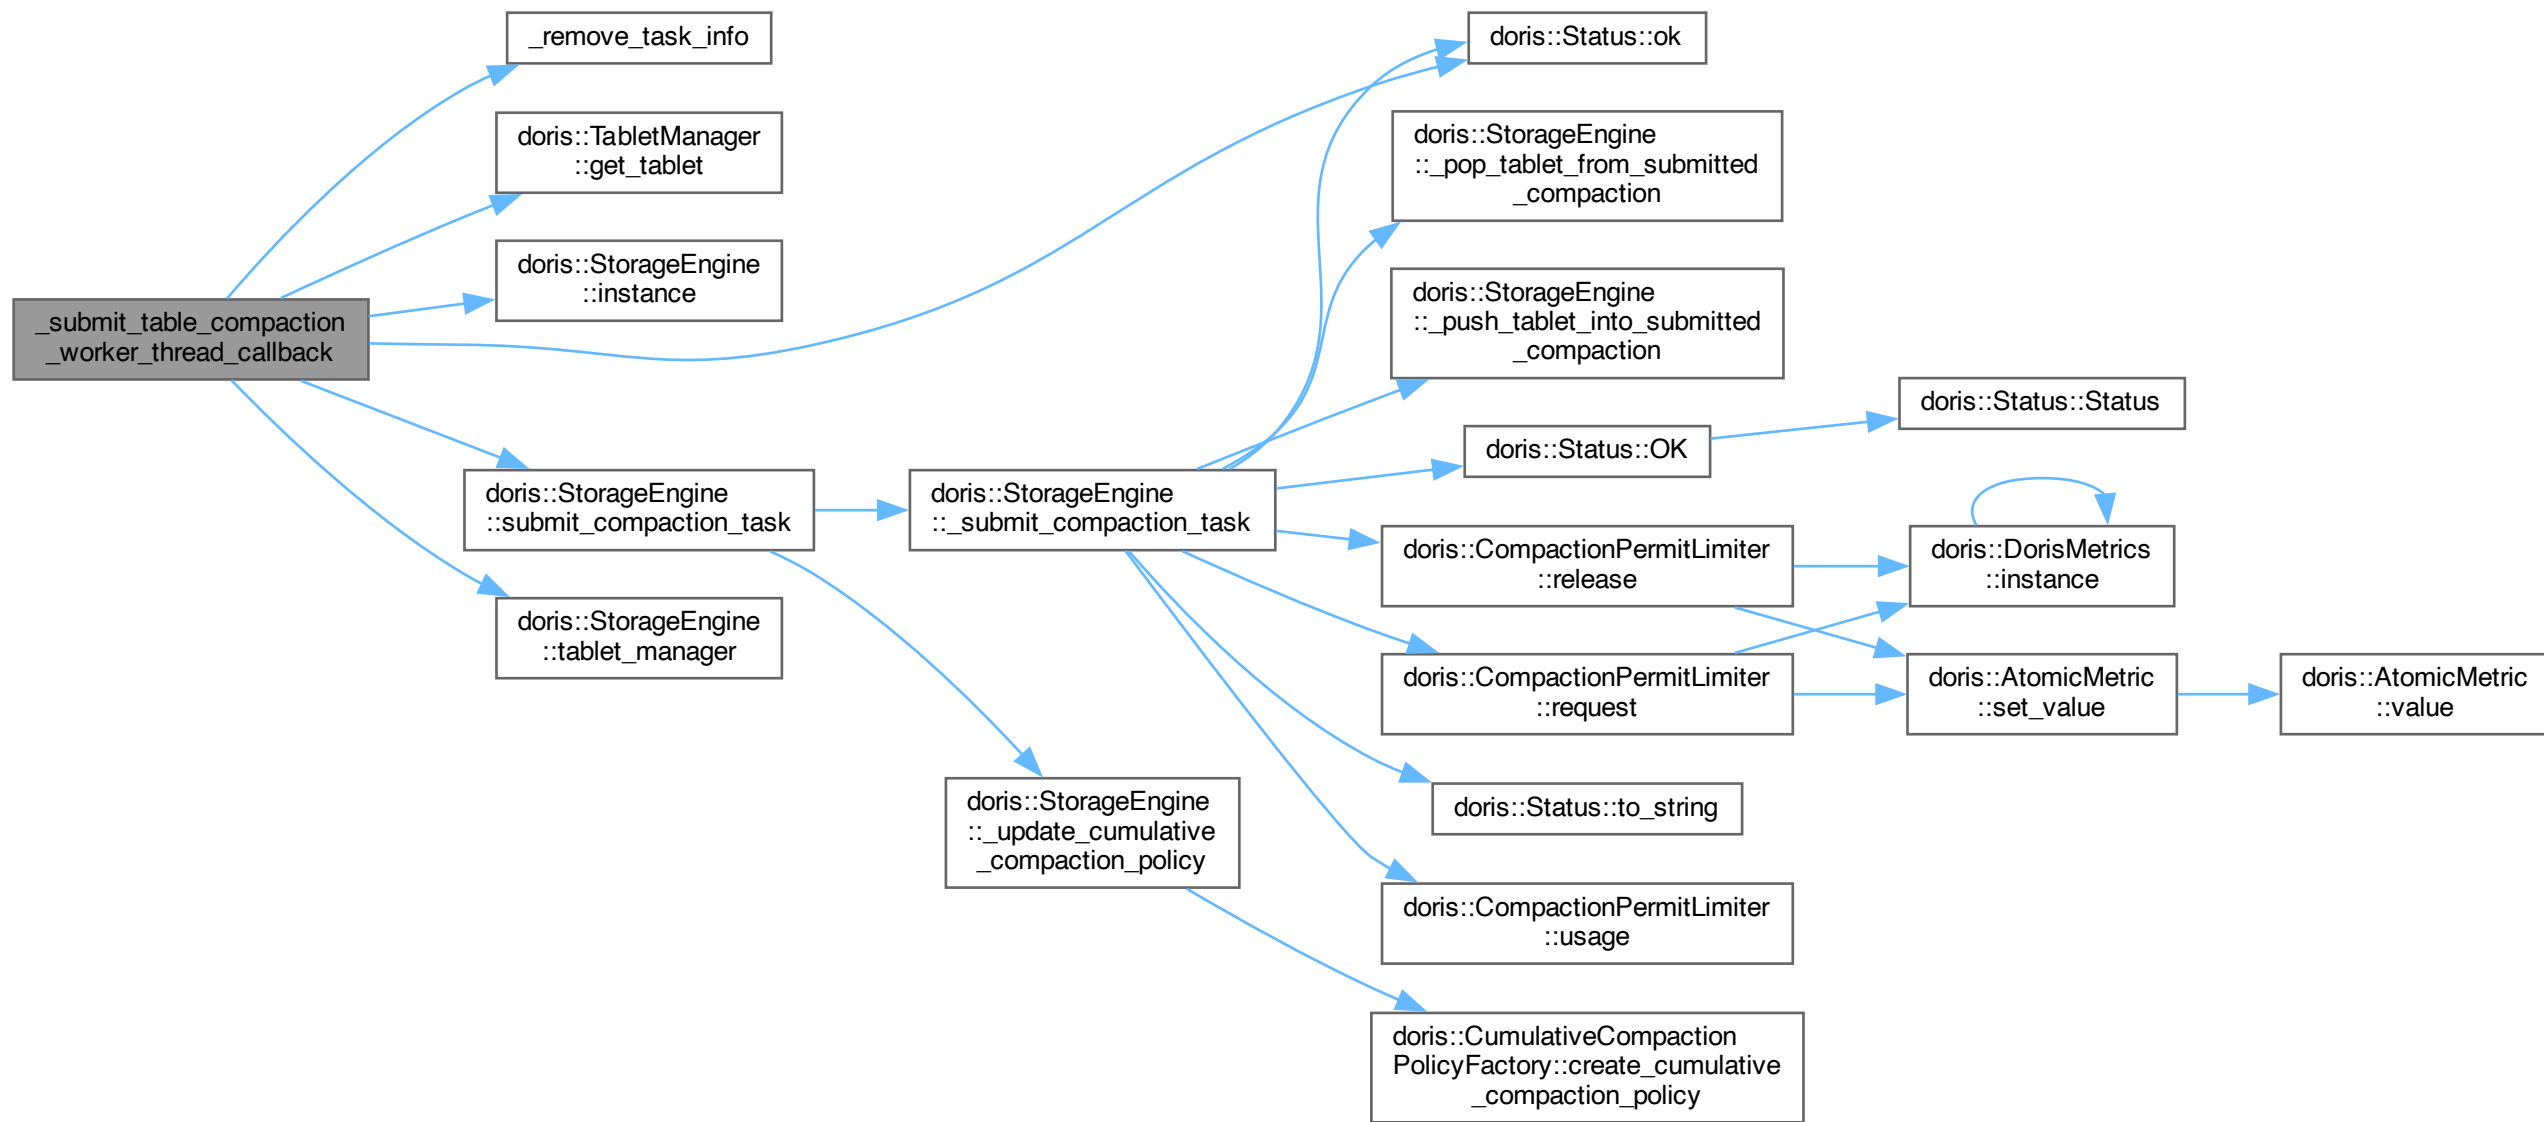 _submit_table_compaction
_worker_thread_callback
_remove_task_info
doris::TabletManager
::get_tablet
doris::StorageEngine
::instance
doris::StorageEngine
::submit_compaction_task
doris::StorageEngine
::tablet_manager
doris::StorageEngine
::_submit_compaction_task
doris::StorageEngine
::_update_cumulative
_compaction_policy
doris::Status::ok
doris::StorageEngine
::_pop_tablet_from_submitted
_compaction
doris::StorageEngine
::_push_tablet_into_submitted
_compaction
doris::Status::OK
doris::CompactionPermitLimiter
::release
doris::CompactionPermitLimiter
::request
doris::Status::to_string
doris::CompactionPermitLimiter
::usage
doris::CumulativeCompaction
PolicyFactory::create_cumulative
_compaction_policy
doris::Status::Status
doris::DorisMetrics
::instance
doris::AtomicMetric
::set_value
doris::AtomicMetric
::value